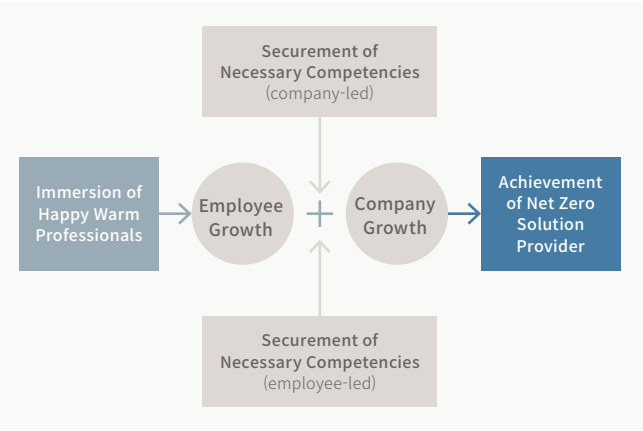 Securement of
Necessary Competencies
(company-led)
Immersion of
Happy Warm
Professionals
Employee
Growth
+
Company
Growth
Achievement
of Net Zero
Solution
Provider
Securement of
Necessary Competencies
(employee-led)